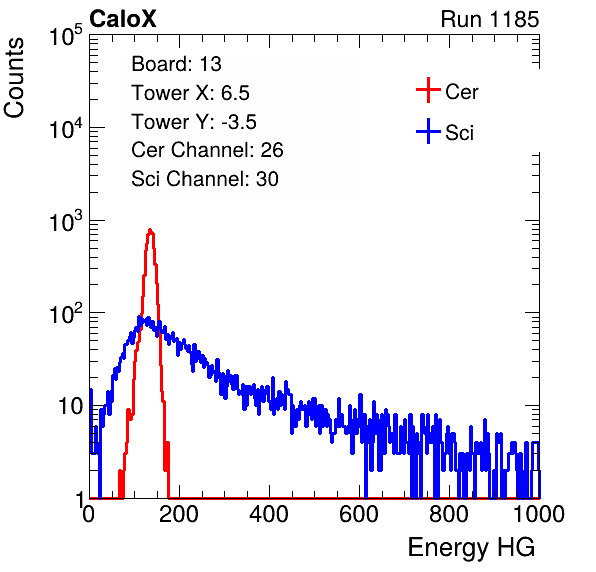 CaloX Run 1185
Counts
10^5
10^4
10^3
10^2
10
1
Board: 13
Tower X: 6.5
Tower Y: -3.5
Cer Channel: 26
Sci Channel: 30
Cer
Sci
0 200 400 600 800 1000
Energy HG